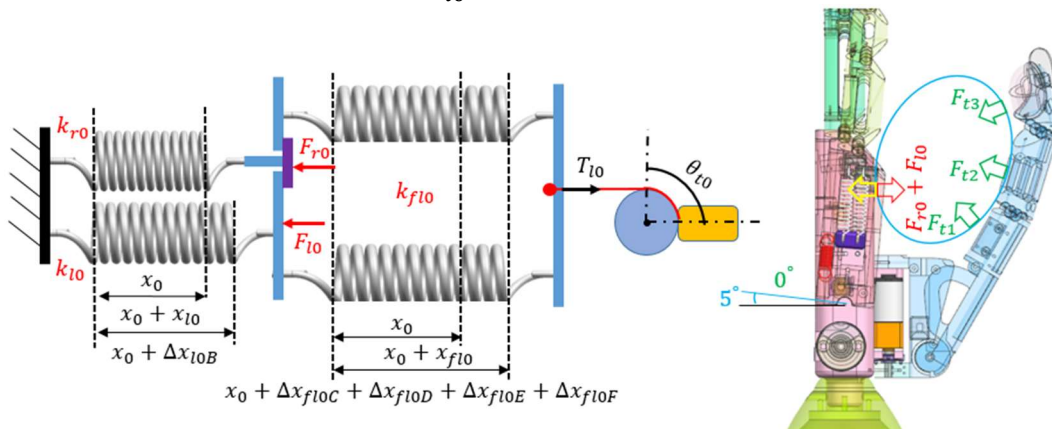 k_{r0}
F_{r0}
k_{fl0}
T_{l0}
θ_{t0}
F_{l0}
k_{l0}
x_0
x_0 + x_{l0}
x_0 + Δx_{l0B}
x_0
x_0 + x_{fl0}
x_0 + Δx_{fl0C} + Δx_{fl0D} + Δx_{fl0E} + Δx_{fl0F}
F_{t3}
F_{t2}
F_{t1}
F_{r0} + F_{l0}
0°
5°